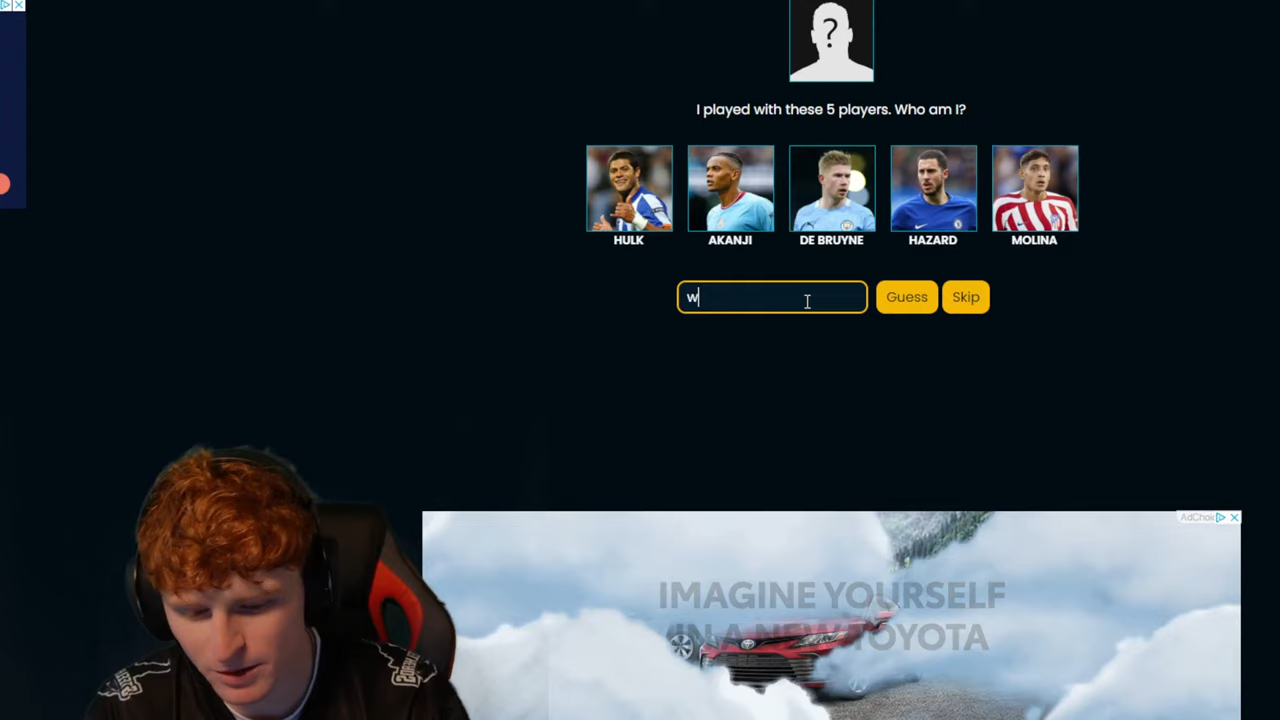 ?
I played with these 5 players. Who am I?
HULK
AKANJI
DE BRUYNE
HAZARD
MOLINA
w
Guess
Skip
IMAGINE YOURSELF
IN A NEW TOYOTA